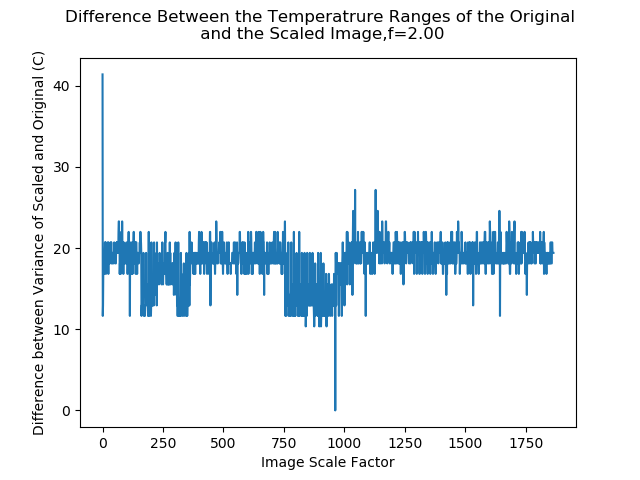 Difference Between the Temperatrure Ranges of the Original
and the Scaled Image,f=2.00
Difference between Variance of Scaled and Original (C)
40
30
20
10
0
0 250 500 750 1000 1250 1500 1750
Image Scale Factor